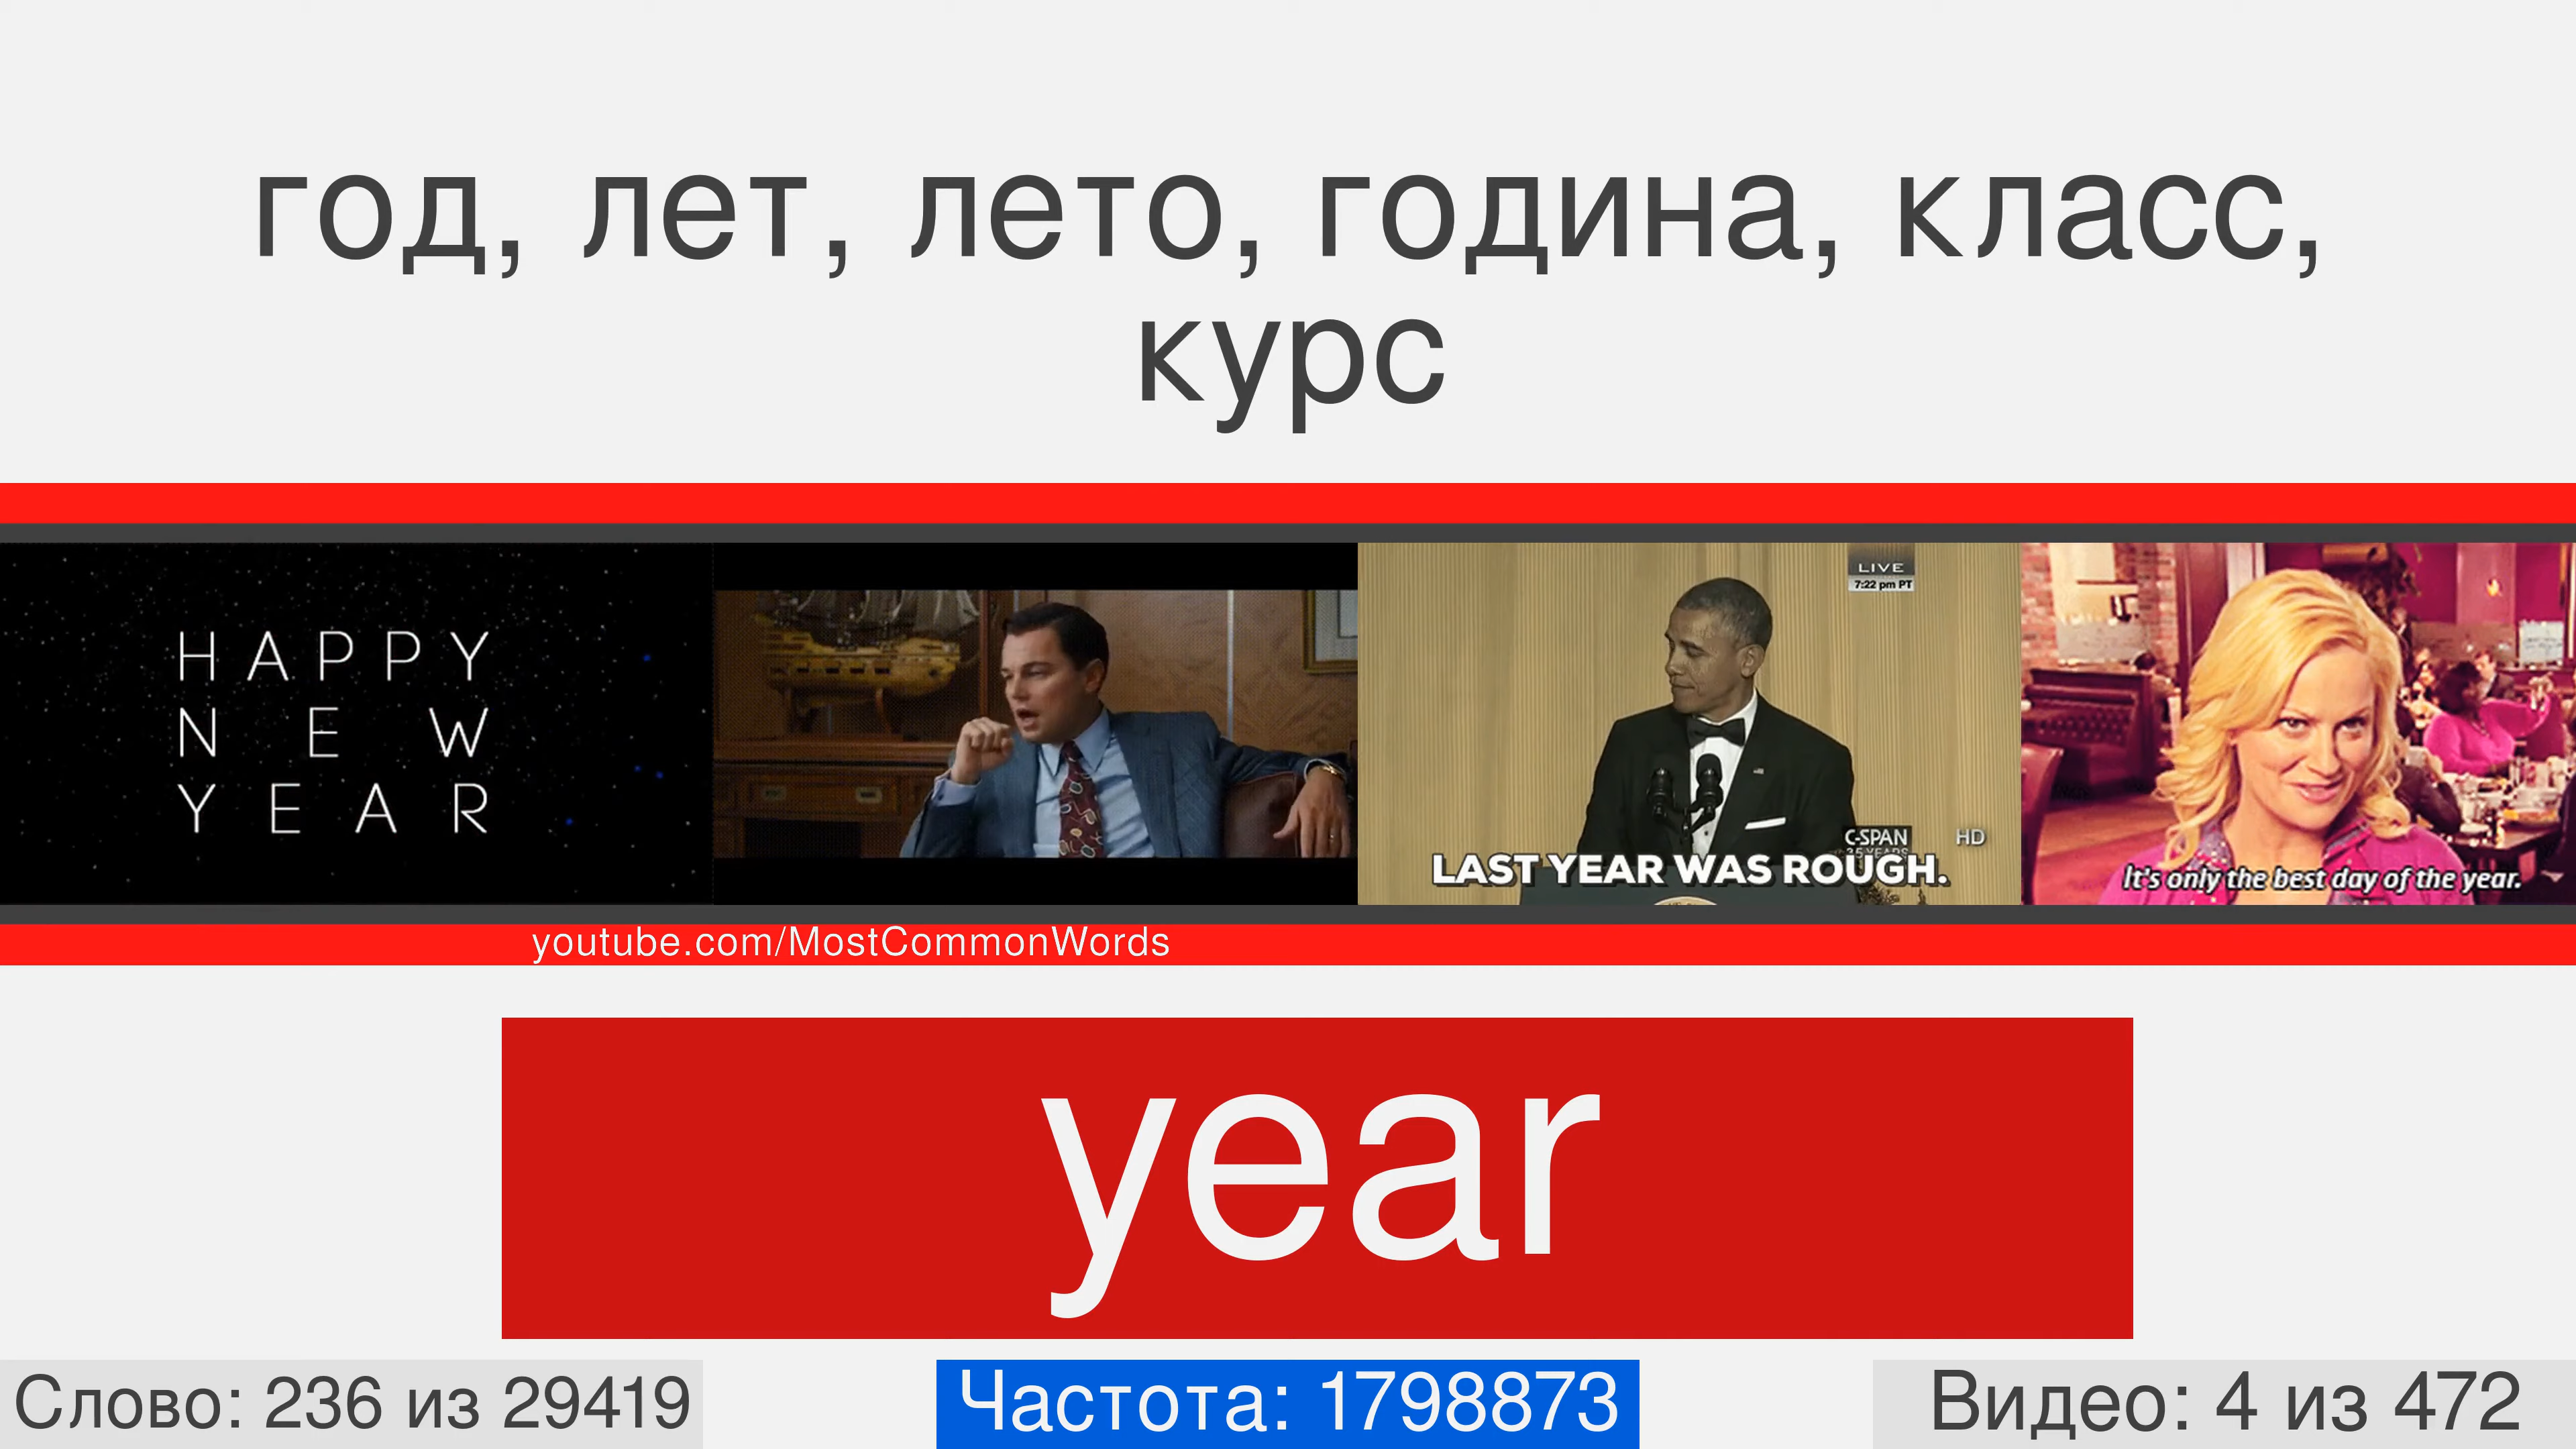 год, лет, лето, година, класс,
курс
HAPPY
NEW
YEAR
LIVE
7:22 pm PT
C-SPAN
35 YEARS
HD
LAST YEAR WAS ROUGH.
It's only the best day of the year.
youtube.com/MostCommonWords
year
Слово: 236 из 29419
Частота: 1798873
Видео: 4 из 472